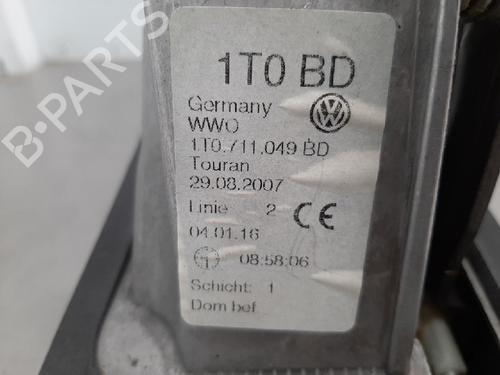 1T0 BD
Germany
WWO
1T0.711.049 BD
Touran
29.08.2007
Linie 2 CE
04.01.16
08:58:06
Schicht: 1
Dom bef
B-PARTS